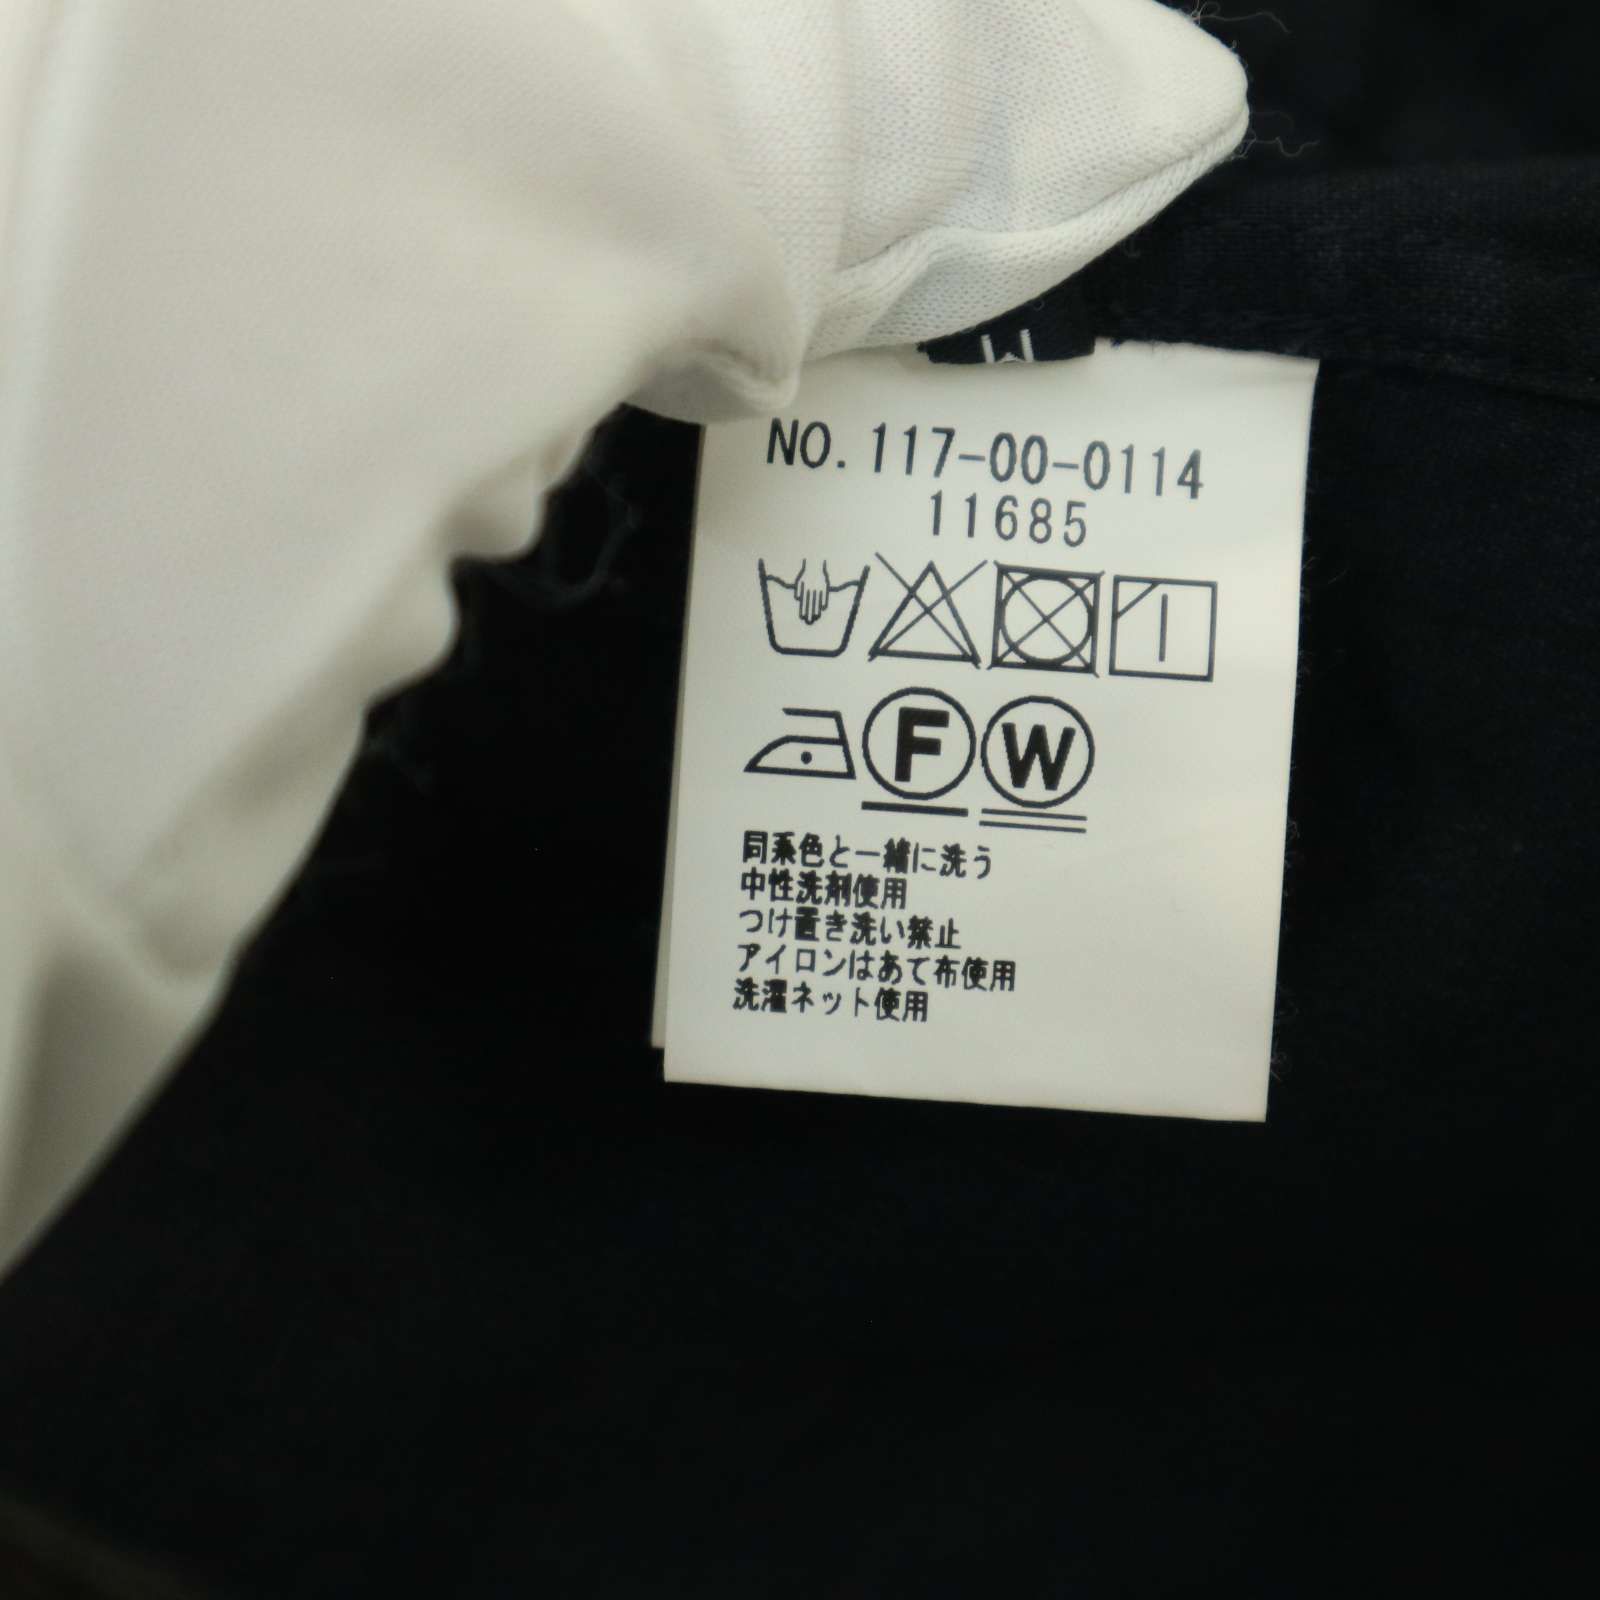 M
NO. 117-00-0114
11685
F W
同系色と一緒に洗う
中性洗剤使用
つけ置き洗い禁止
アイロンはあて布使用
洗濯ネット使用